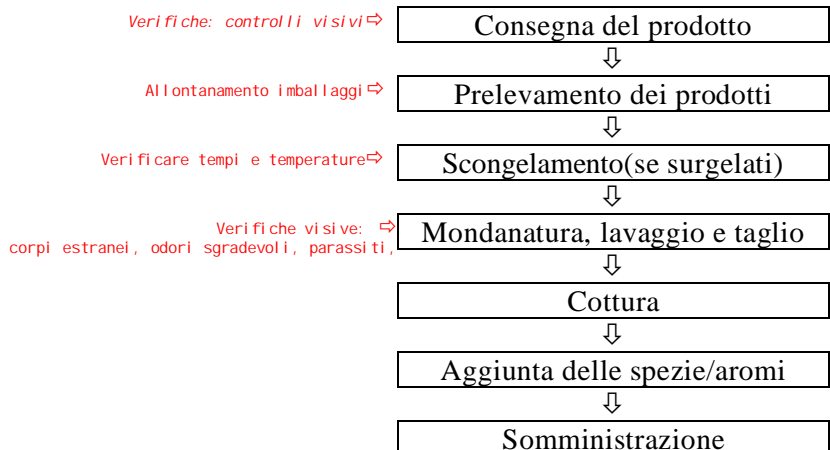 Verifiche: controlli visivi⇨ Consegna del prodotto
⇩
Allontanamento imballaggi⇨ Prelevamento dei prodotti
⇩
Verificare tempi e temperature⇨ Scongelamento(se surgelati)
⇩
Verifiche visive: ⇨
corpi estranei, odori sgradevoli, parassiti,
Mondanatura, lavaggio e taglio
⇩
Cottura
⇩
Aggiunta delle spezie/aromi
⇩
Somministrazione